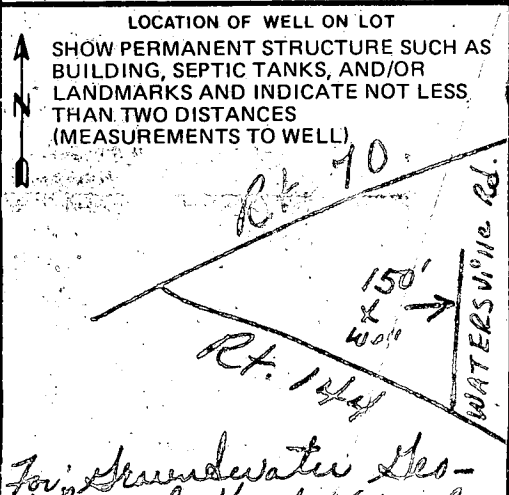 LOCATION OF WELL ON LOT
SHOW PERMANENT STRUCTURE SUCH AS
BUILDING, SEPTIC TANKS, AND/OR
LANDMARKS AND INDICATE NOT LESS
THAN TWO DISTANCES
(MEASUREMENTS TO WELL)
N
Rt. 70
WATERSVille Rd.
150'
x
Well
Rt. 144
For Groundwater Geo-